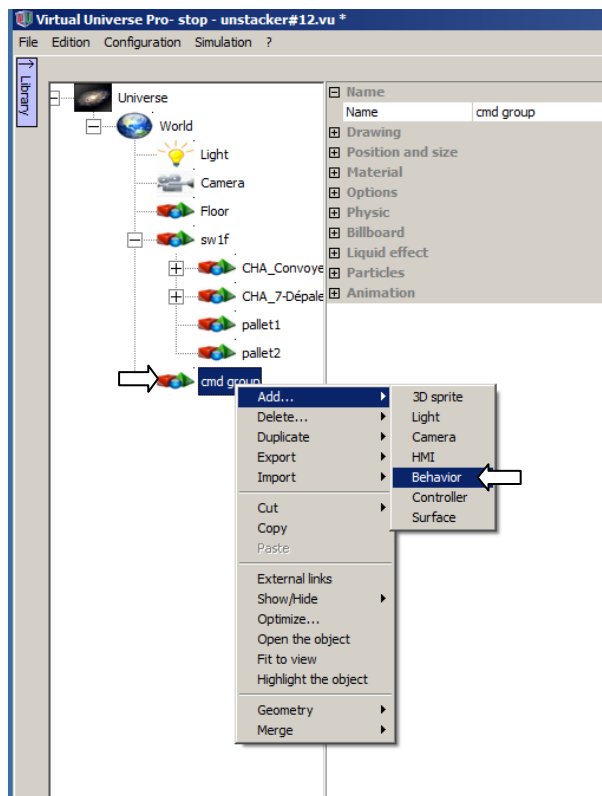 Virtual Universe Pro- stop - unstacker#12.vu *
File Edition Configuration Simulation ?
Library
Universe
World
Light
Camera
Floor
sw1f
CHA_Convoye
CHA_7-Dépale
pallet1
pallet2
cmd group
Name
Name cmd group
Drawing
Position and size
Material
Options
Physic
Billboard
Liquid effect
Particles
Animation
Add...
Delete...
Duplicate
Export
Import
Cut
Copy
Paste
External links
Show/Hide
Optimize...
Open the object
Fit to view
Highlight the object
Geometry
Merge
3D sprite
Light
Camera
HMI
Behavior
Controller
Surface